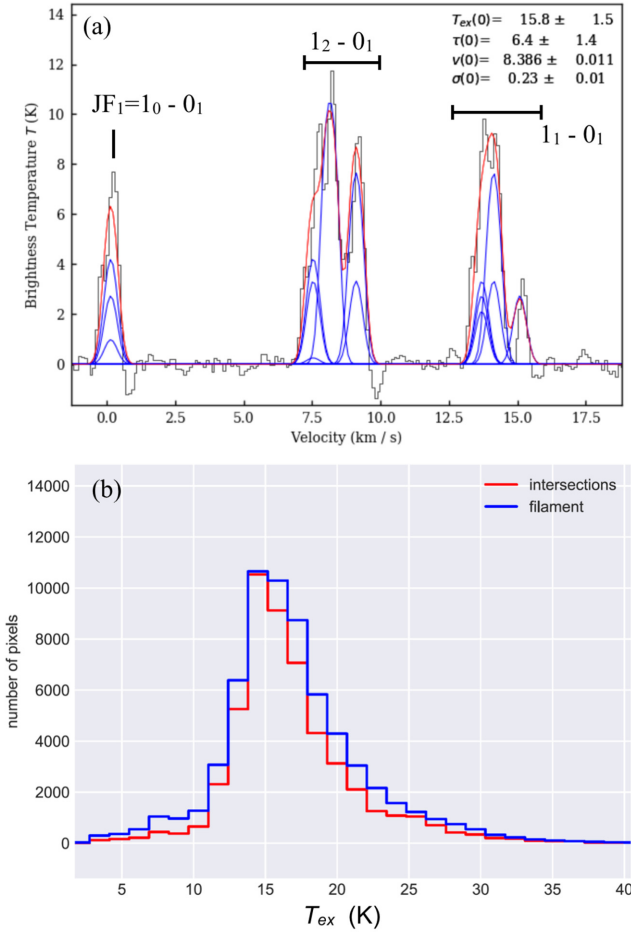 (a)
T_ex(0) = 15.8 ± 1.5
τ(0) = 6.4 ± 1.4
v(0) = 8.386 ± 0.011
σ(0) = 0.23 ± 0.01
JF₁=1₀ - 0₁
1₂ - 0₁
1₁ - 0₁
Brightness Temperature T (K)
14
12
10
8
6
4
2
0
0.0 2.5 5.0 7.5 10.0 12.5 15.0 17.5
Velocity (km / s)
(b)
intersections
filament
number of pixels
14000
12000
10000
8000
6000
4000
2000
0
5 10 15 20 25 30 35 40
T_ex (K)